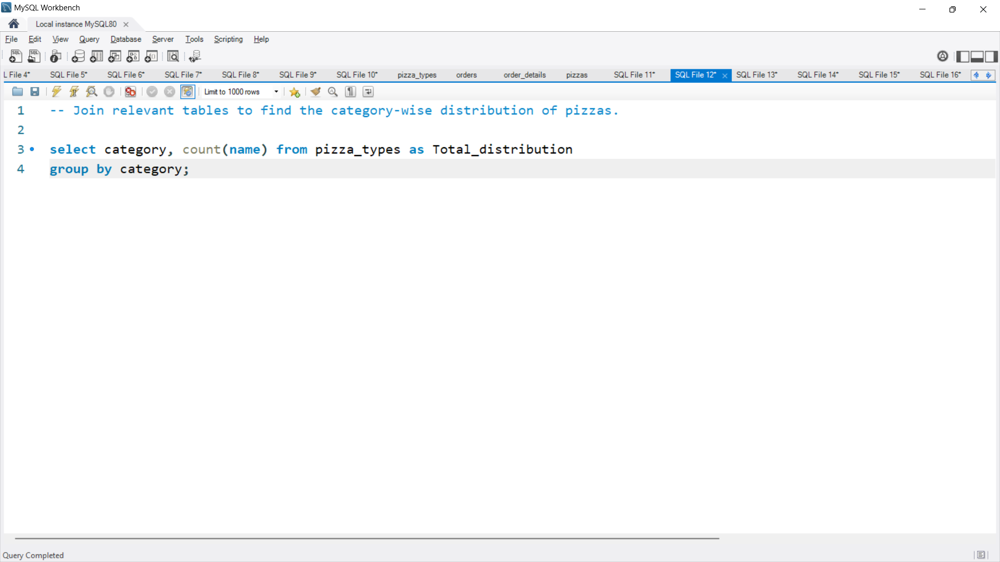 MySQL Workbench
Local instance MySQL80
File Edit View Query Database Server Tools Scripting Help
L File 4* SQL File 5* SQL File 6* SQL File 7* SQL File 8* SQL File 9* SQL File 10* pizza_types orders order_details pizzas SQL File 11* SQL File 12* SQL File 13* SQL File 14* SQL File 15* SQL File 16*
Limit to 1000 rows
1 -- Join relevant tables to find the category-wise distribution of pizzas.
2
3 select category, count(name) from pizza_types as Total_distribution
4 group by category;
Query Completed